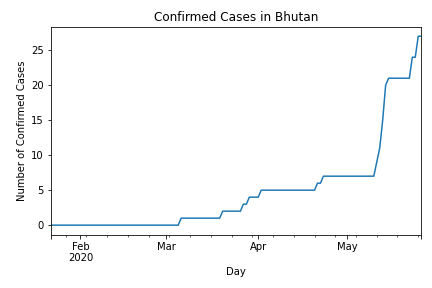 Confirmed Cases in Bhutan
Number of Confirmed Cases
25
20
15
10
5
0
Feb
2020
Mar
Apr
May
Day